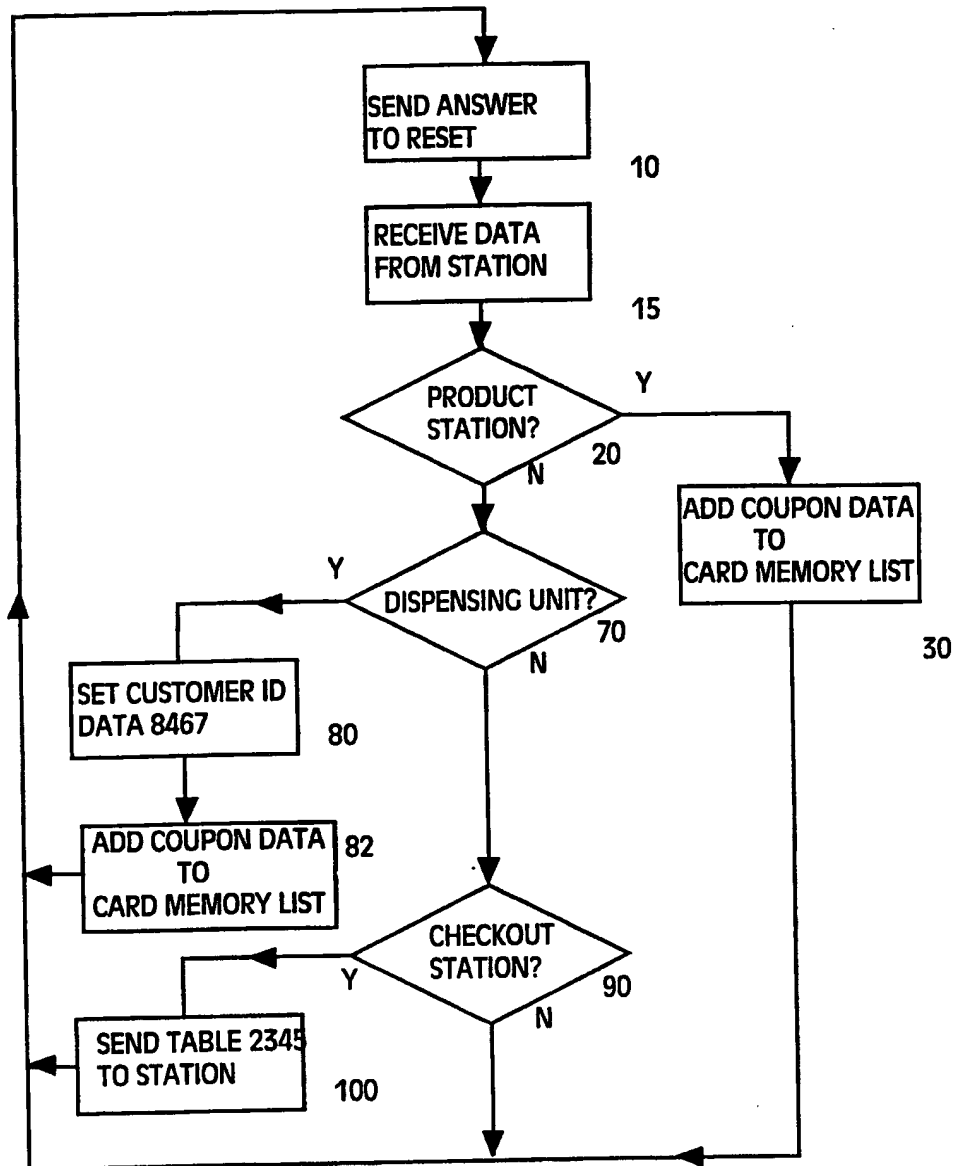 SEND ANSWER
TO RESET
10
RECEIVE DATA
FROM STATION
15
PRODUCT
STATION?
Y
20
N
ADD COUPON DATA
TO
CARD MEMORY LIST
30
Y
DISPENSING UNIT?
70
N
SET CUSTOMER ID
DATA 8467
80
ADD COUPON DATA
TO
CARD MEMORY LIST
82
CHECKOUT
STATION?
Y
90
N
SEND TABLE 2345
TO STATION
100